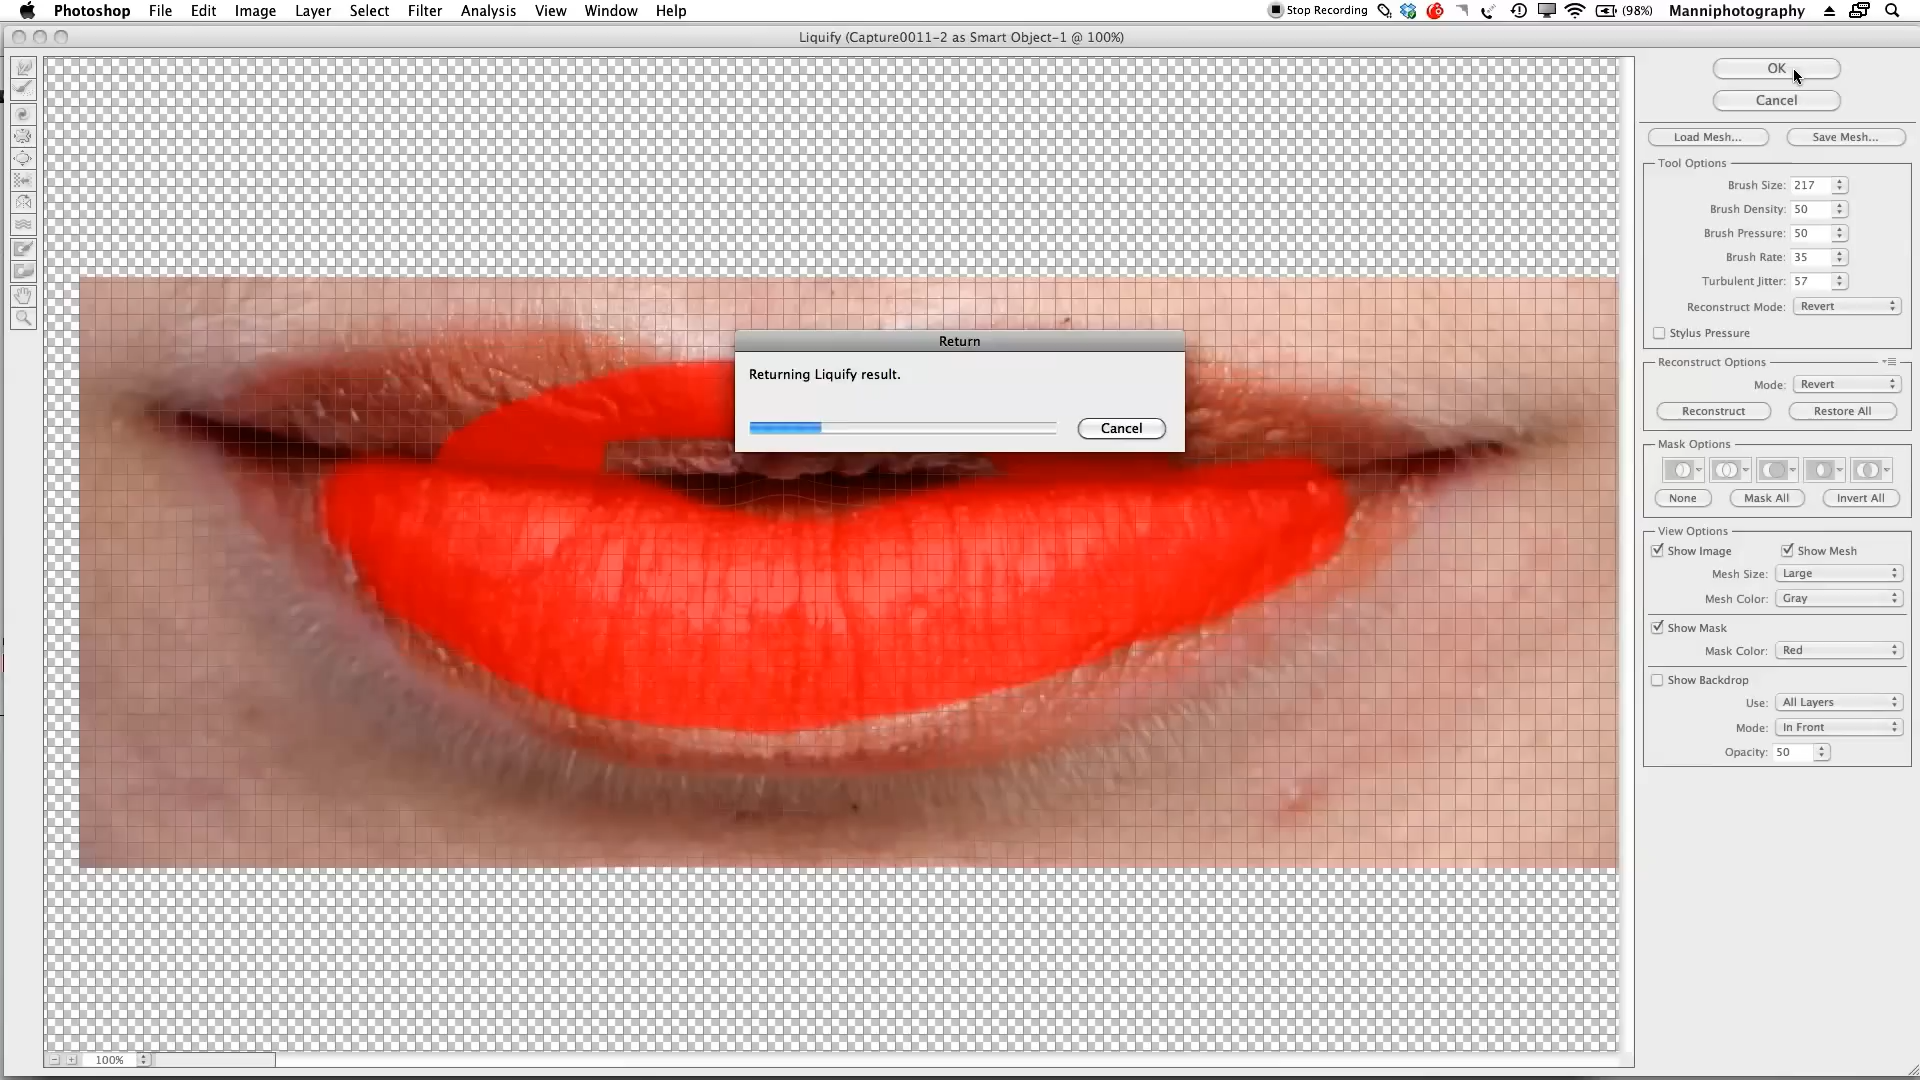 Photoshop File Edit Image Layer Select Filter Analysis View Window Help Stop Recording (98%) Manniphotography
Liquify (Capture0011-2 as Smart Object-1 @ 100%)
OK
Cancel
Load Mesh... Save Mesh...
Tool Options
Brush Size: 217
Brush Density: 50
Brush Pressure: 50
Brush Rate: 35
Turbulent Jitter: 57
Reconstruct Mode: Revert
Stylus Pressure
Reconstruct Options
Mode: Revert
Reconstruct Restore All
Mask Options
None Mask All Invert All
View Options
Show Image Show Mesh
Mesh Size: Large
Mesh Color: Gray
Show Mask
Mask Color: Red
Show Backdrop
Use: All Layers
Mode: In Front
Opacity: 50
Return
Returning Liquify result.
Cancel
100%